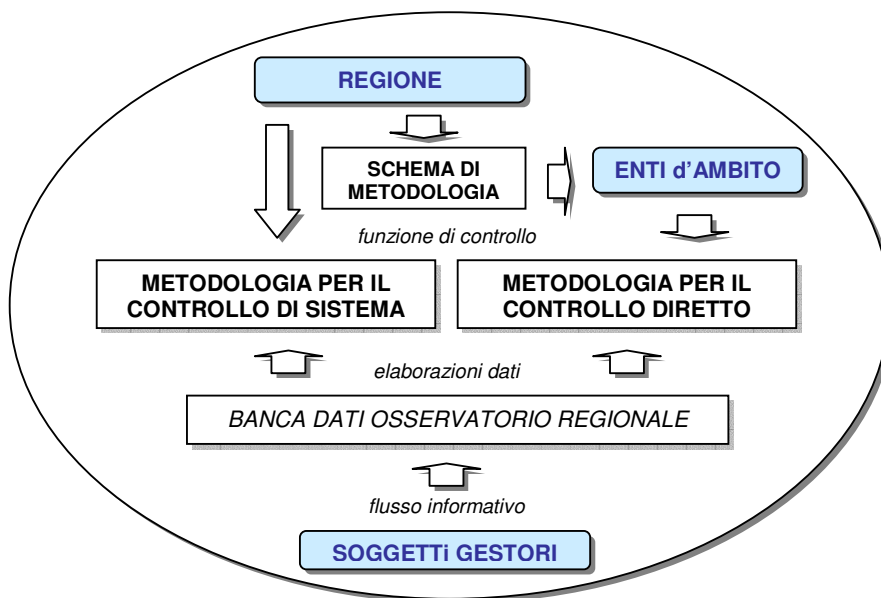 REGIONE
SCHEMA DI
METODOLOGIA
ENTI d'AMBITO
funzione di controllo
METODOLOGIA PER IL
CONTROLLO DI SISTEMA
METODOLOGIA PER IL
CONTROLLO DIRETTO
elaborazioni dati
BANCA DATI OSSERVATORIO REGIONALE
flusso informativo
SOGGETTi GESTORI